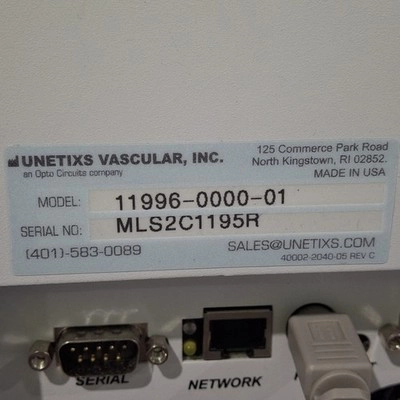 UNETIXS VASCULAR, INC.
an Opto Circuits company
125 Commerce Park Road
North Kingstown, RI 02852.
MADE IN USA
MODEL: 11996-0000-01
SERIAL NO: MLS2C1195R
(401)-583-0089
SALES@UNETIXS.COM
40002-2040-05 REV C
SERIAL
NETWORK